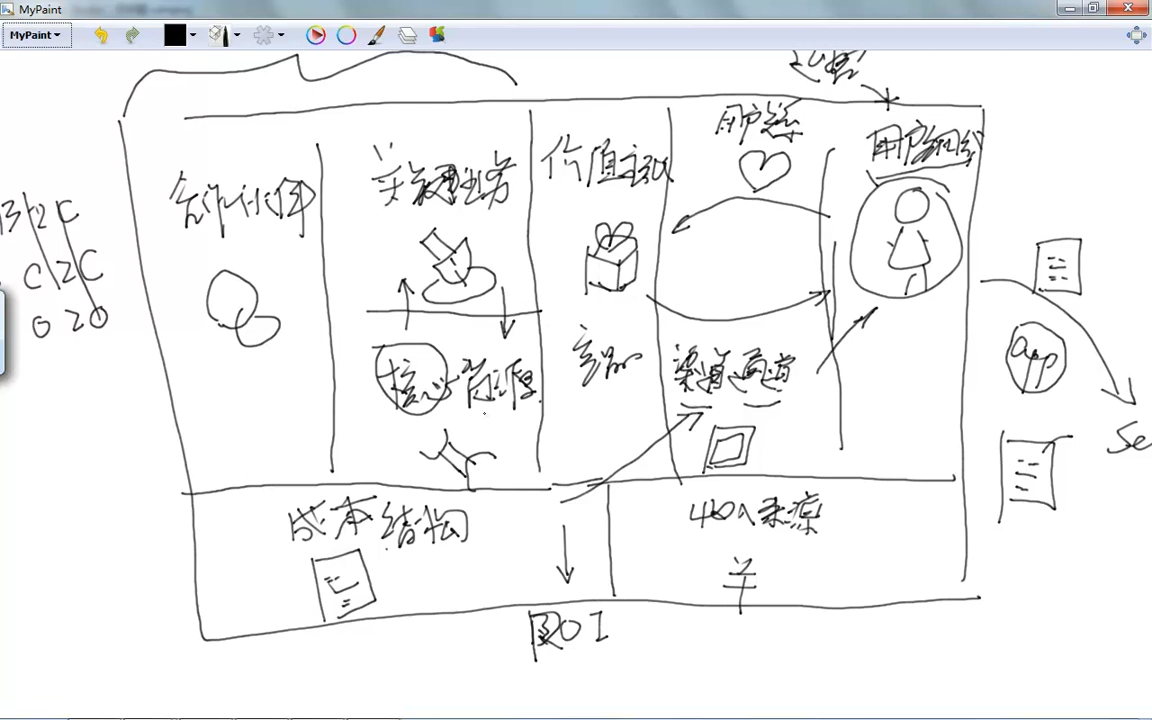 MyPaint
MyPaint
用户关系
用户细分
价值主张
关键业务
合作伙伴
B2C
C2C
O2O
app
核心资源
渠道通道
Se
成本结构
收入来源
ROI